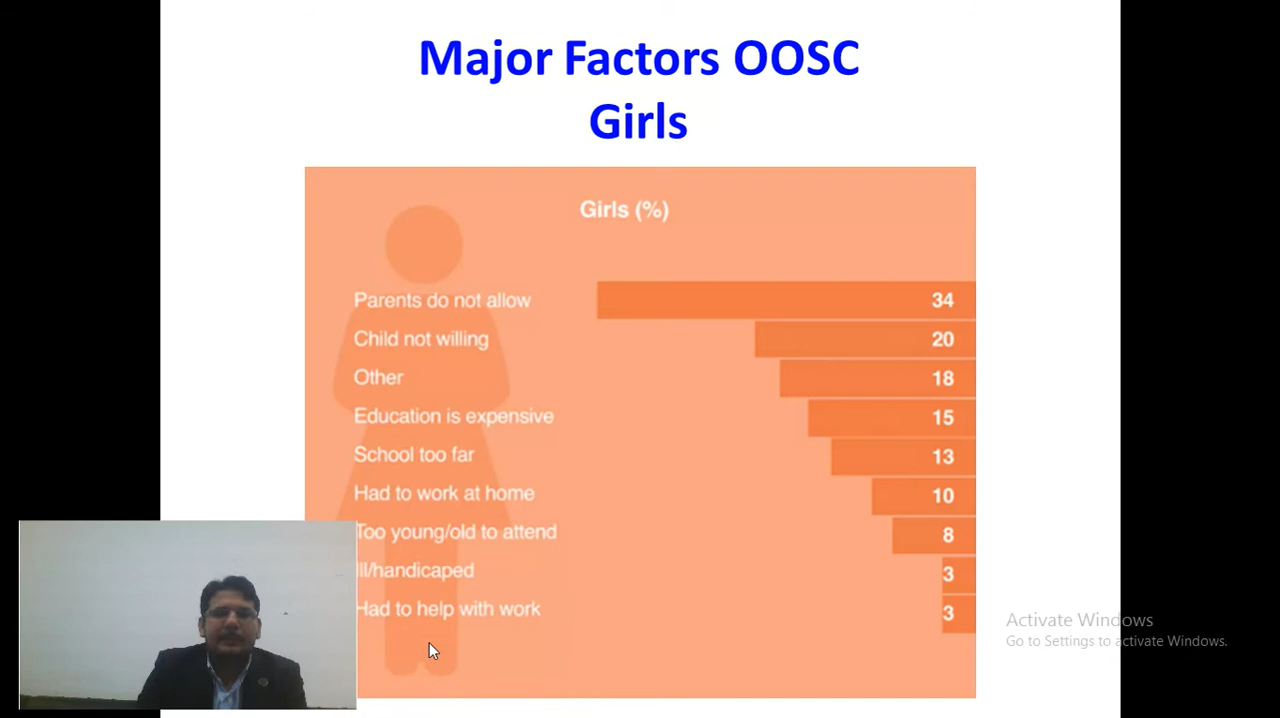 Major Factors OOSC
Girls
Girls (%)
Parents do not allow 34
Child not willing 20
Other 18
Education is expensive 15
School too far 13
Had to work at home 10
Too young/old to attend 8
Ill/handicaped 3
Had to help with work 3
Activate Windows
Go to Settings to activate Windows.